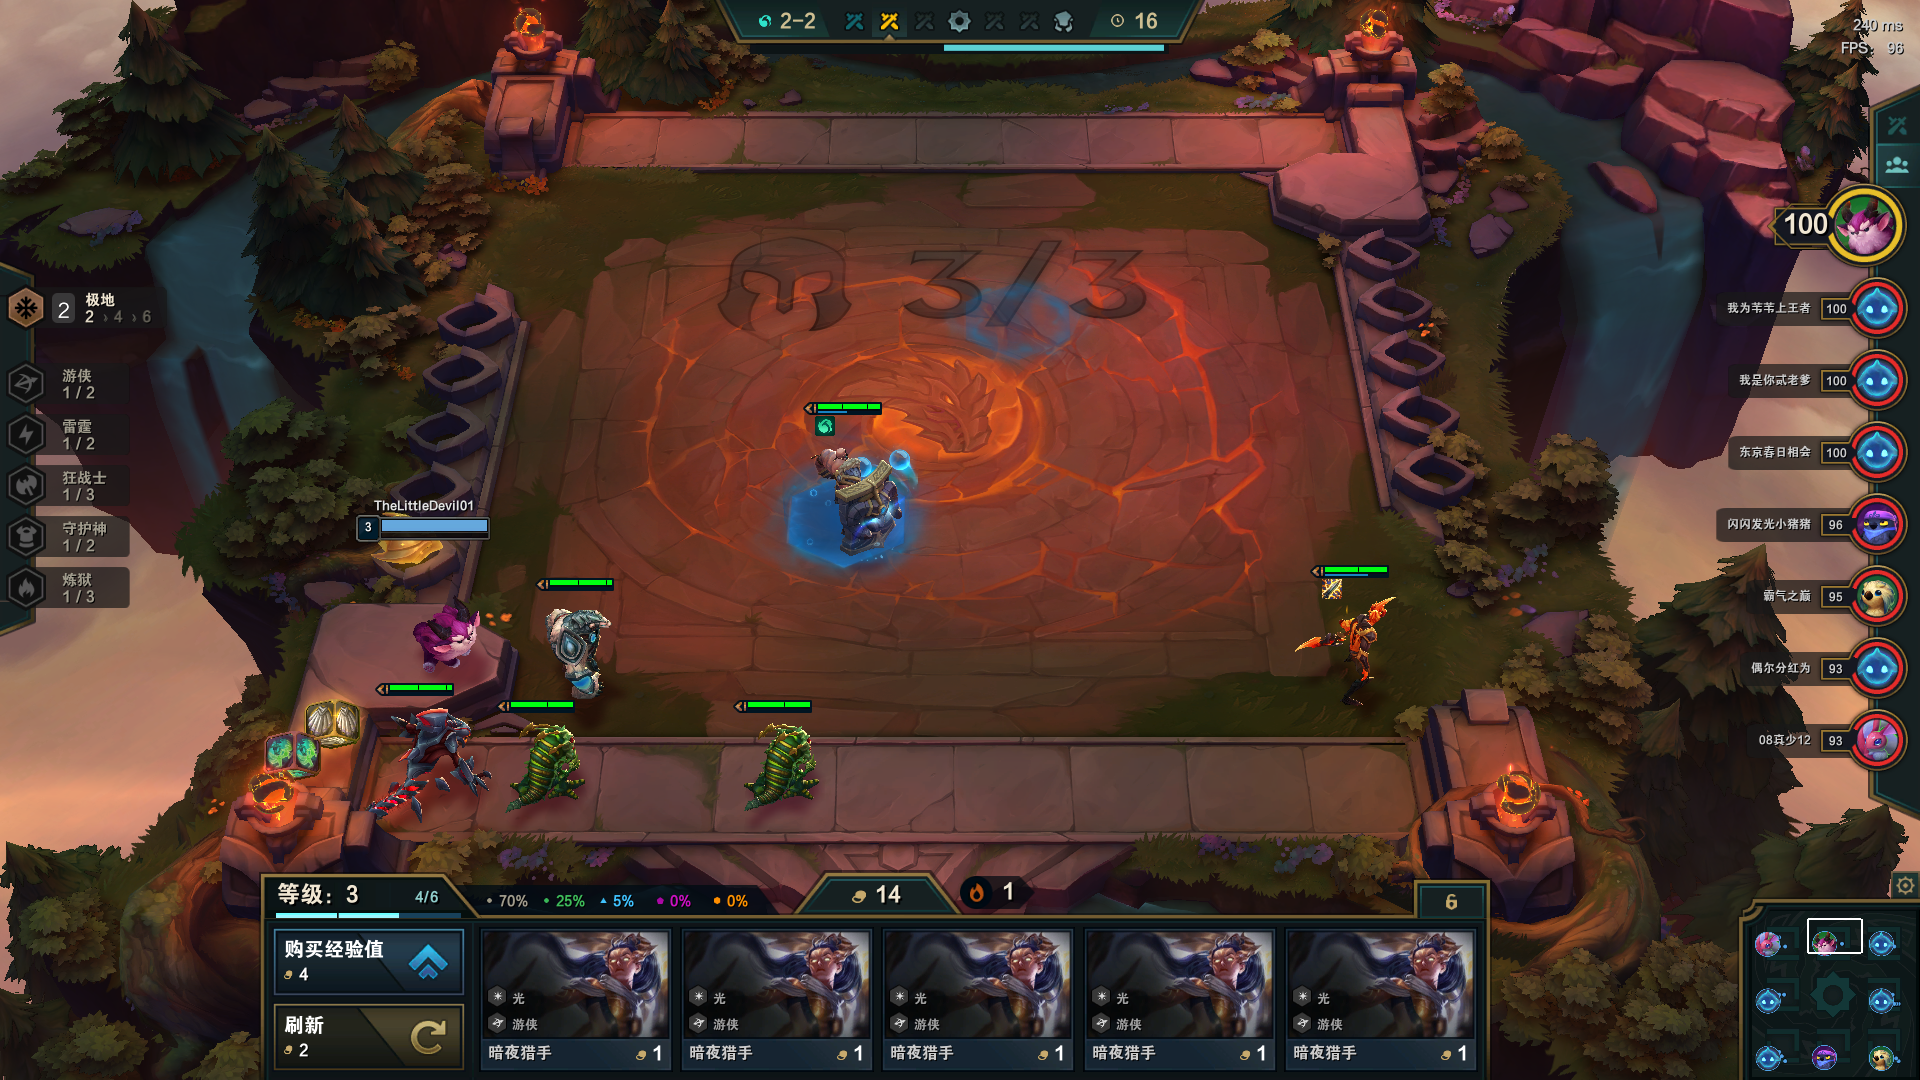 2-2
16
240 ms
FPS: 96
3/3
100
2
极地
2 › 4 › 6
游侠
1 / 2
雷霆
1 / 2
狂战士
1 / 3
守护神
1 / 2
炼狱
1 / 3
TheLittleDevil01
3
我为苇苇上王者 100
我是你贰老爹 100
东京春日相会 100
闪闪发光小猪猪 96
霸气之巅 95
偶尔分红为 93
08真少12 93
等级: 3
4/6
70% 25% 5% 0% 0%
14
1
6
购买经验值
4
刷新
2
光
游侠
暗夜猎手 1
光
游侠
暗夜猎手 1
光
游侠
暗夜猎手 1
光
游侠
暗夜猎手 1
光
游侠
暗夜猎手 1